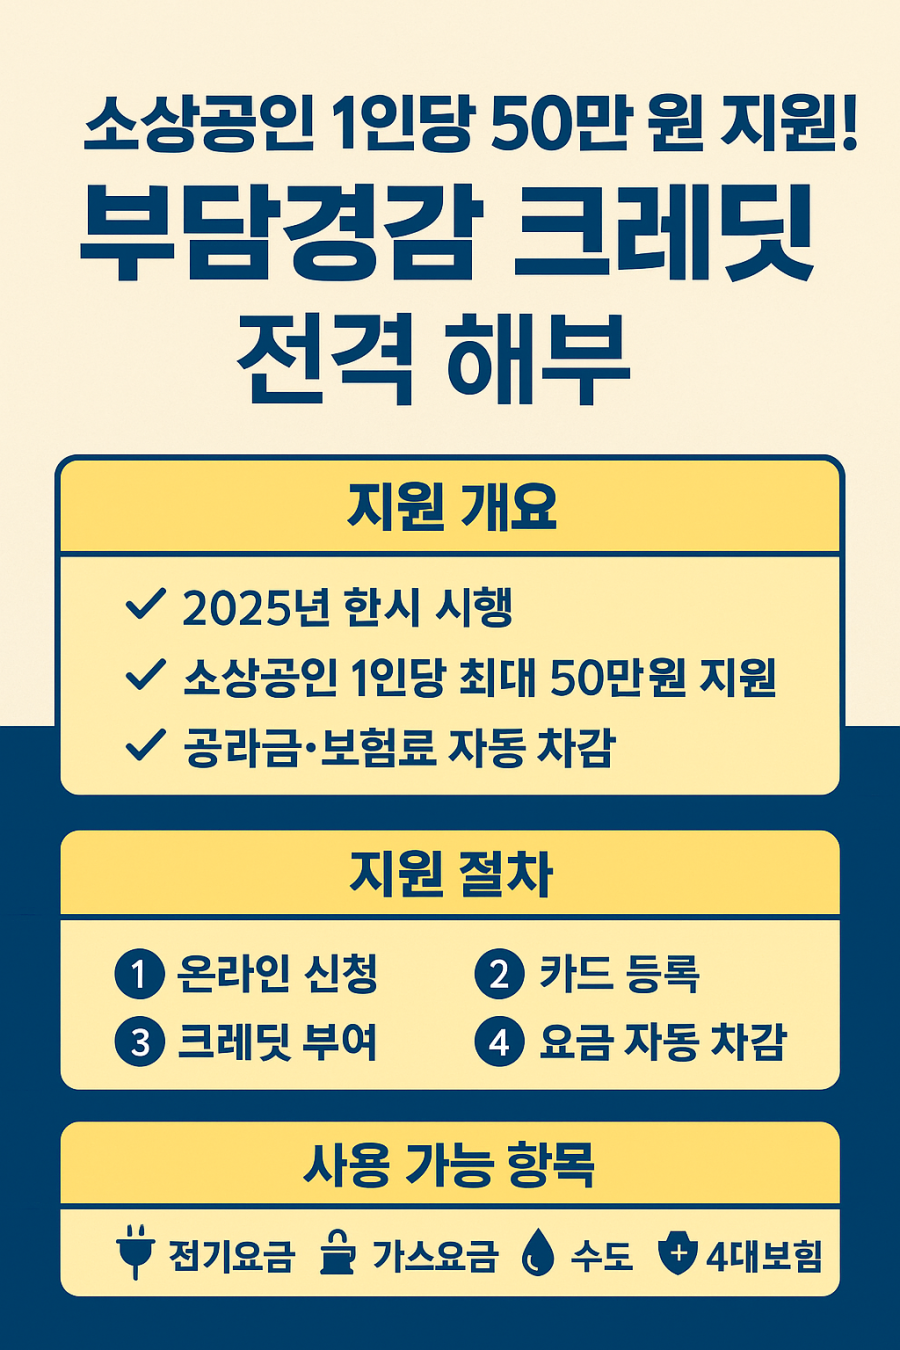 소상공인 1인당 50만 원 지원!
부담경감 크레딧
전격 해부
지원 개요
✓ 2025년 한시 시행
✓ 소상공인 1인당 최대 50만원 지원
✓ 공라금·보험료 자동 차감
지원 절차
1 온라인 신청
2 카드 등록
3 크레딧 부여
4 요금 자동 차감
사용 가능 항목
전기요금 가스요금 수도 4대보힘